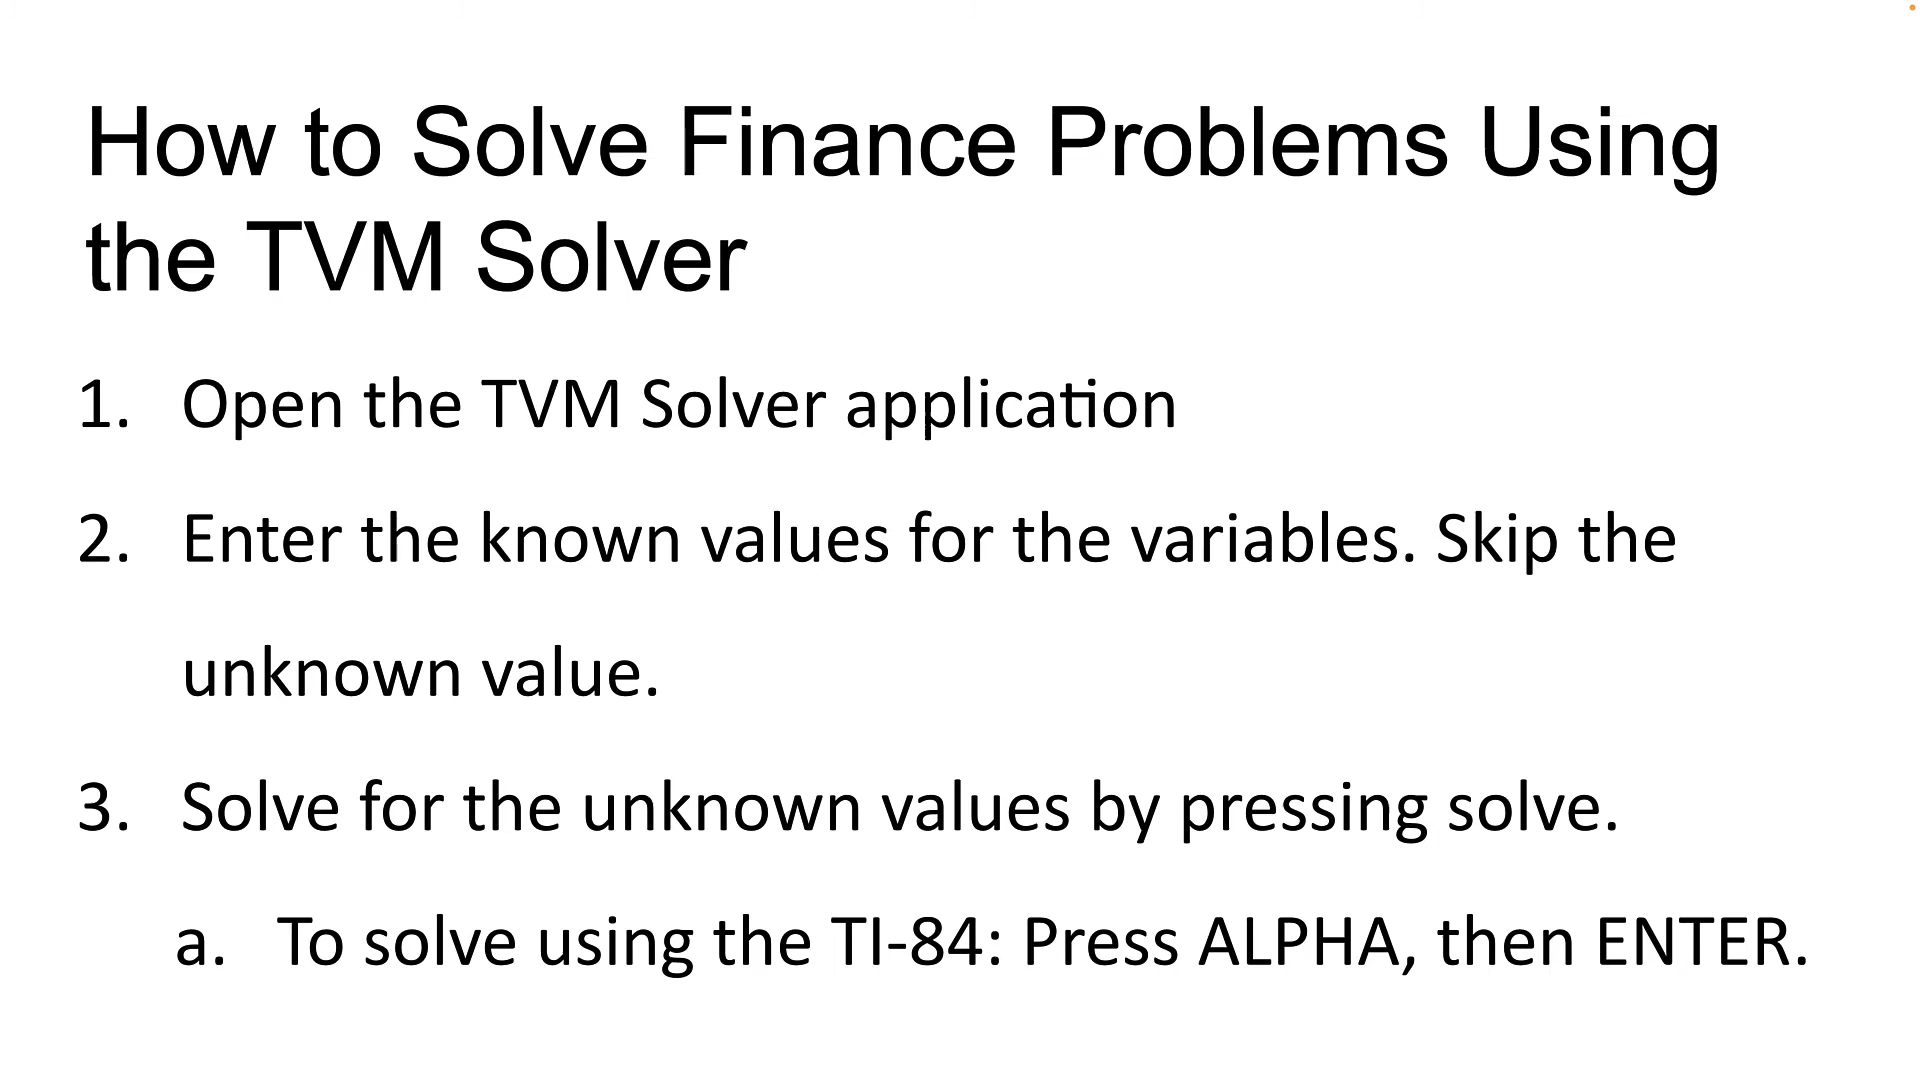 How to Solve Finance Problems Using
the TVM Solver
1. Open the TVM Solver application
2. Enter the known values for the variables. Skip the
unknown value.
3. Solve for the unknown values by pressing solve.
a. To solve using the TI-84: Press ALPHA, then ENTER.